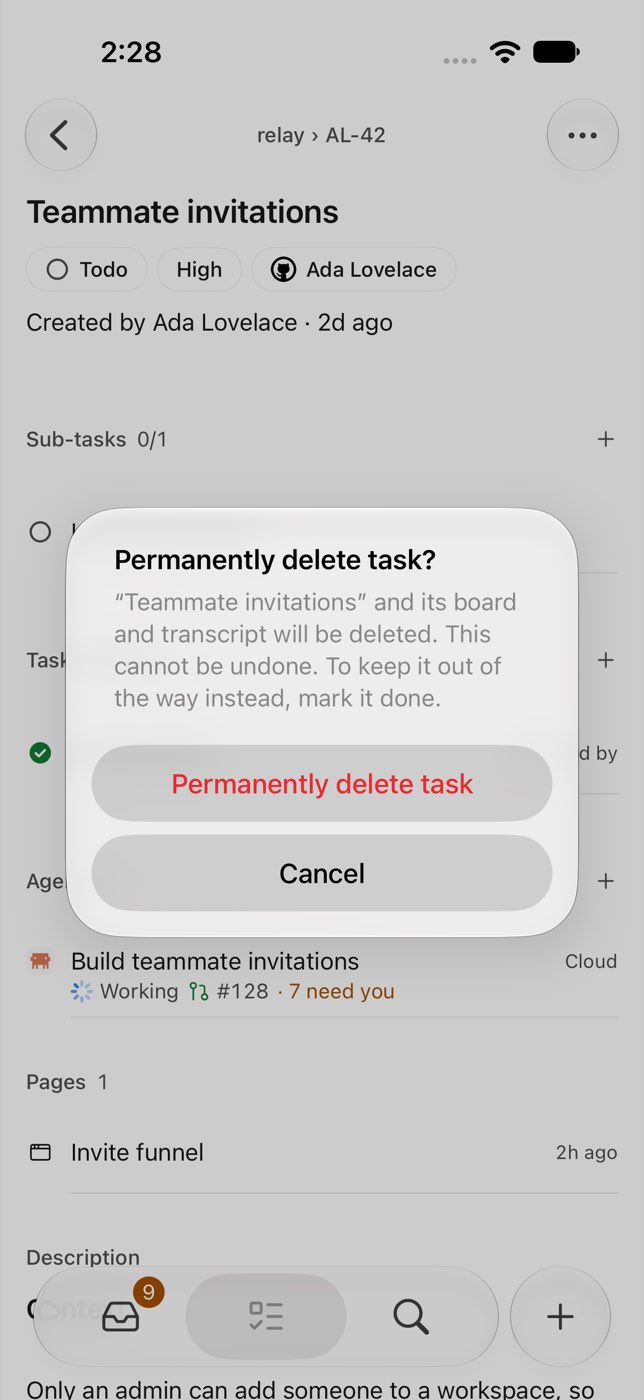 2:28
relay › AL-42
Teammate invitations
Todo
High
Ada Lovelace
Created by Ada Lovelace · 2d ago
Sub-tasks 0/1
Permanently delete task?
“Teammate invitations” and its board
and transcript will be deleted. This
cannot be undone. To keep it out of
the way instead, mark it done.
d by
Permanently delete task
Cancel
Build teammate invitations
Cloud
Working #128 · 7 need you
Pages 1
Invite funnel
2h ago
Description
9
Only an admin can add someone to a workspace, so